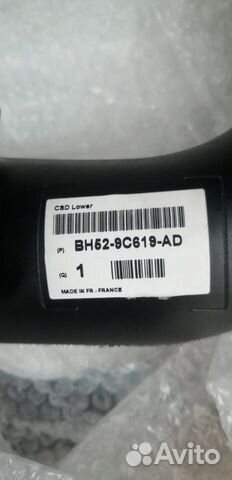 CSD Lower
(P) BH52-9C619-AD
(Q) 1
MADE IN FR - FRANCE
Avito